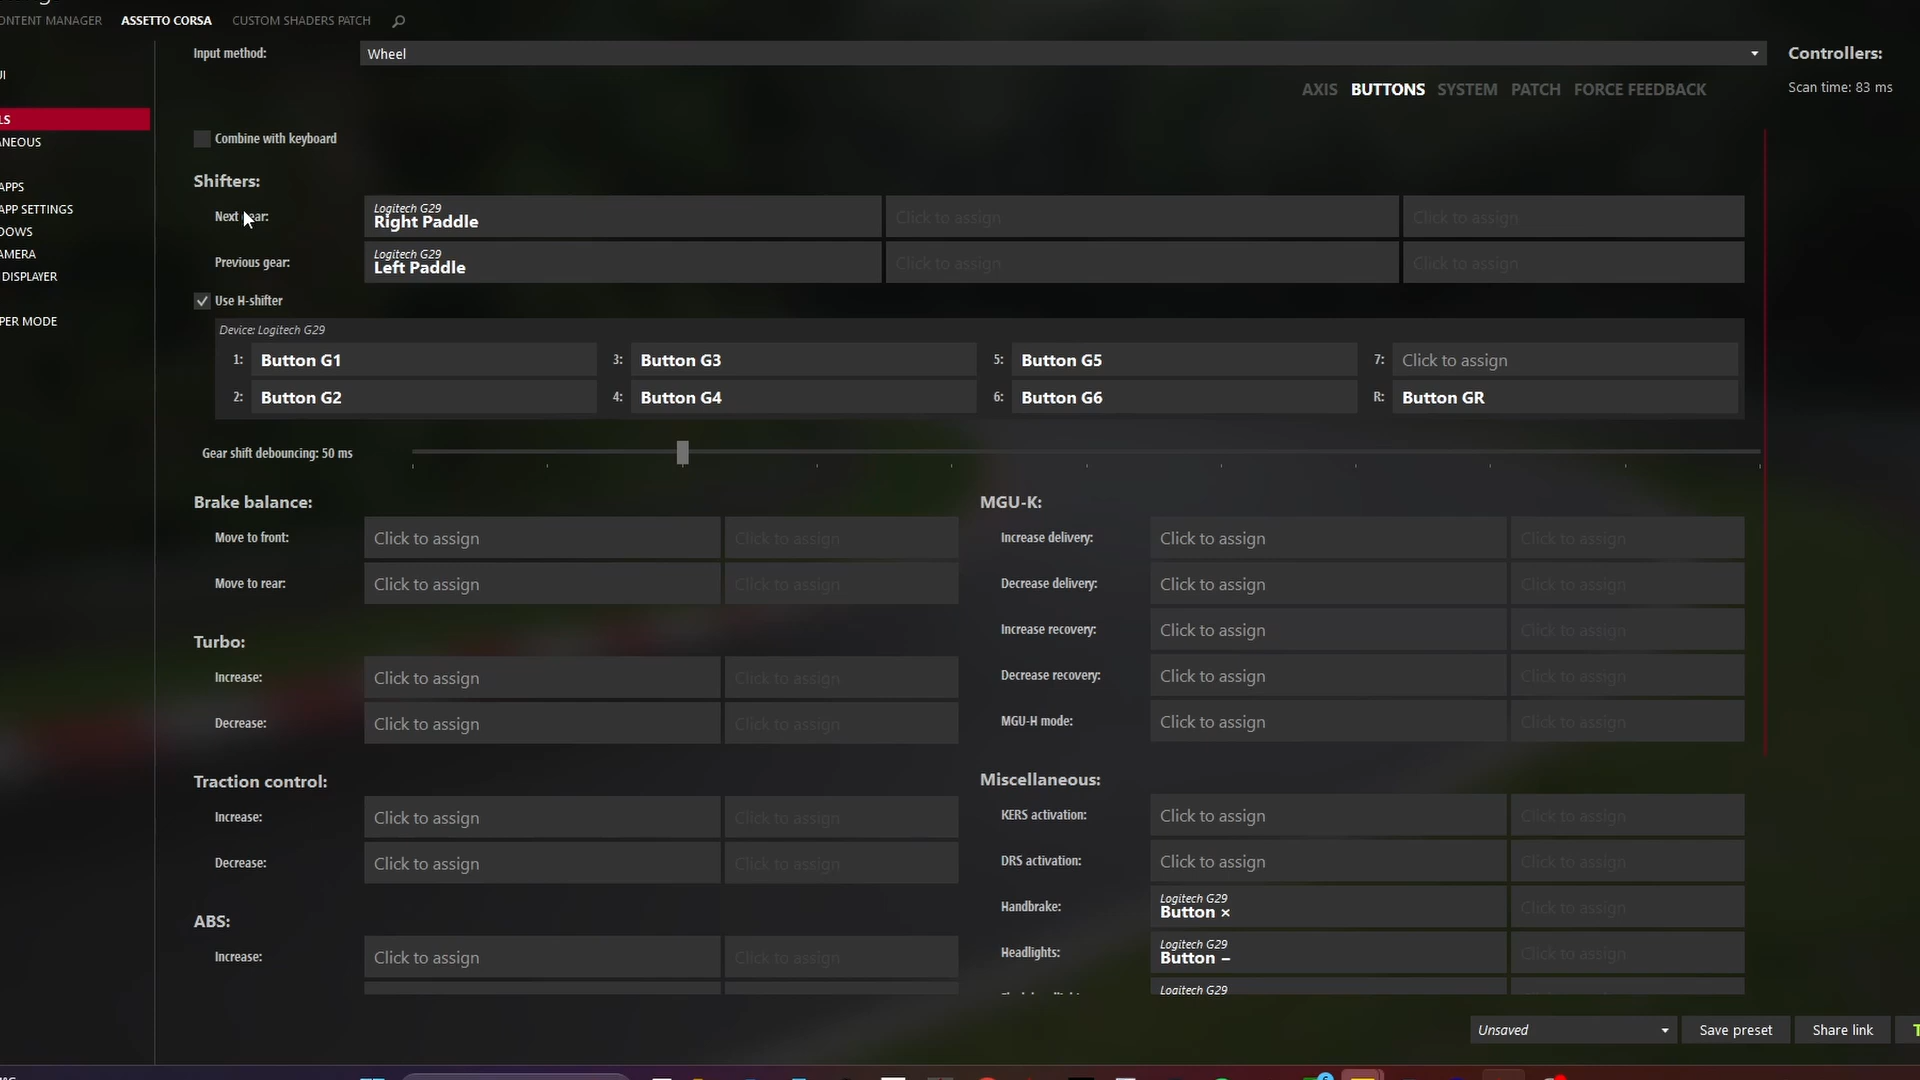 ONTENT MANAGER ASSETTO CORSA CUSTOM SHADERS PATCH
Input method: Wheel
Controllers:
Scan time: 83 ms
UI
LS
ANEOUS
APPS
APP SETTINGS
DOWS
AMERA
DISPLAYER
PER MODE
AXIS BUTTONS SYSTEM PATCH FORCE FEEDBACK
Combine with keyboard
Shifters:
Next gear: Logitech G29 Right Paddle Click to assign Click to assign
Previous gear: Logitech G29 Left Paddle Click to assign Click to assign
Use H-shifter
Device: Logitech G29
1: Button G1 3: Button G3 5: Button G5 7: Click to assign
2: Button G2 4: Button G4 6: Button G6 R: Button GR
Gear shift debouncing: 50 ms
Brake balance:
Move to front: Click to assign Click to assign
Move to rear: Click to assign Click to assign
Turbo:
Increase: Click to assign Click to assign
Decrease: Click to assign Click to assign
Traction control:
Increase: Click to assign Click to assign
Decrease: Click to assign Click to assign
ABS:
Increase: Click to assign Click to assign
MGU-K:
Increase delivery: Click to assign Click to assign
Decrease delivery: Click to assign Click to assign
Increase recovery: Click to assign Click to assign
Decrease recovery: Click to assign Click to assign
MGU-H mode: Click to assign Click to assign
Miscellaneous:
KERS activation: Click to assign Click to assign
DRS activation: Click to assign Click to assign
Handbrake: Logitech G29 Button × Click to assign
Headlights: Logitech G29 Button − Click to assign
Logitech G29
Unsaved Save preset Share link